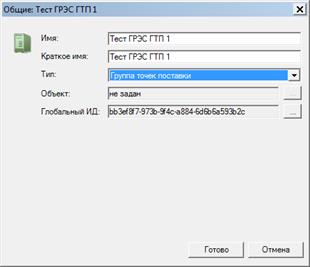 Общие: Тест ГРЭС ГТП 1
Имя: Тест ГРЭС ГТП 1
Краткое имя: Тест ГРЭС ГТП 1
Тип: Группа точек поставки
Объект: не задан ...
Глобальный ИД: bb3ef8f7-973b-9f4c-a884-6d6b6a593b2c ...
Готово Отмена